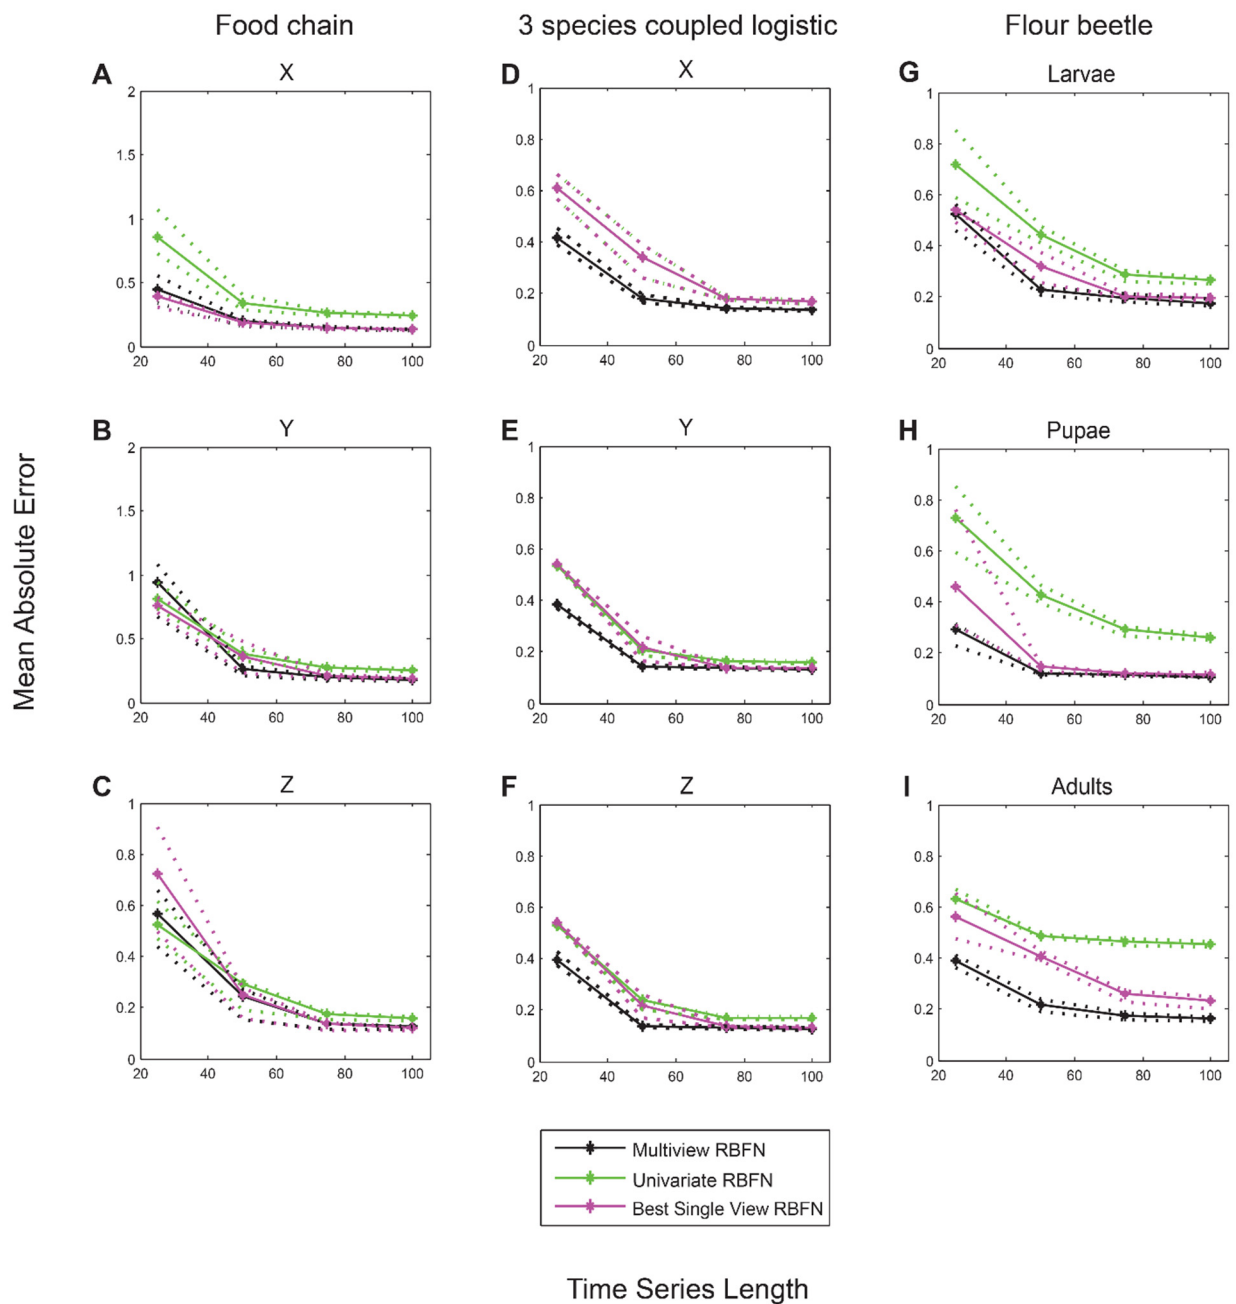 Food chain
3 species coupled logistic
Flour beetle
A
X
2
1.5
1
0.5
0
20 40 60 80 100
D
X
1
0.8
0.6
0.4
0.2
0
20 40 60 80 100
G
Larvae
1
0.8
0.6
0.4
0.2
0
20 40 60 80 100
Mean Absolute Error
B
Y
2
1.5
1
0.5
0
20 40 60 80 100
E
Y
1
0.8
0.6
0.4
0.2
0
20 40 60 80 100
H
Pupae
1
0.8
0.6
0.4
0.2
0
20 40 60 80 100
C
Z
1
0.8
0.6
0.4
0.2
0
20 40 60 80 100
F
Z
1
0.8
0.6
0.4
0.2
0
20 40 60 80 100
I
Adults
1
0.8
0.6
0.4
0.2
0
20 40 60 80 100
Multiview RBFN
Univariate RBFN
Best Single View RBFN
Time Series Length